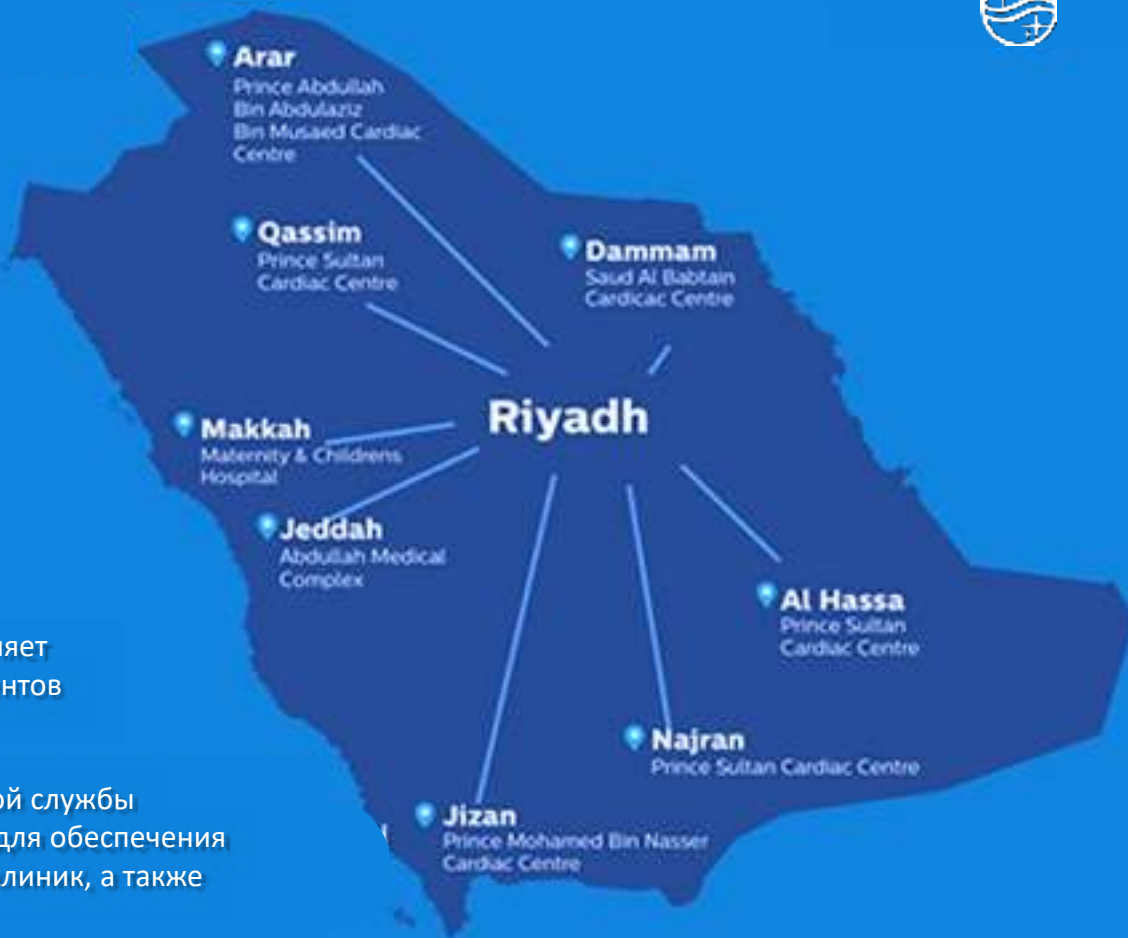 Arar
Prince Abdullah
Bin Abdulaziz
Bin Musaed Cardiac
Centre
Qassim
Prince Sultan
Cardiac Centre
Dammam
Saud Al Babtain
Cardicac Centre
Riyadh
Makkah
Maternity & Childrens
Hospital
Jeddah
Abdullah Medical
Complex
Al Hassa
Prince Sultan
Cardiac Centre
Najran
Prince Sultan Cardiac Centre
Jizan
Prince Mohamed Bin Nasser
Cardiac Centre
няет
нтов
ой службы
для обеспечения
линик, а также